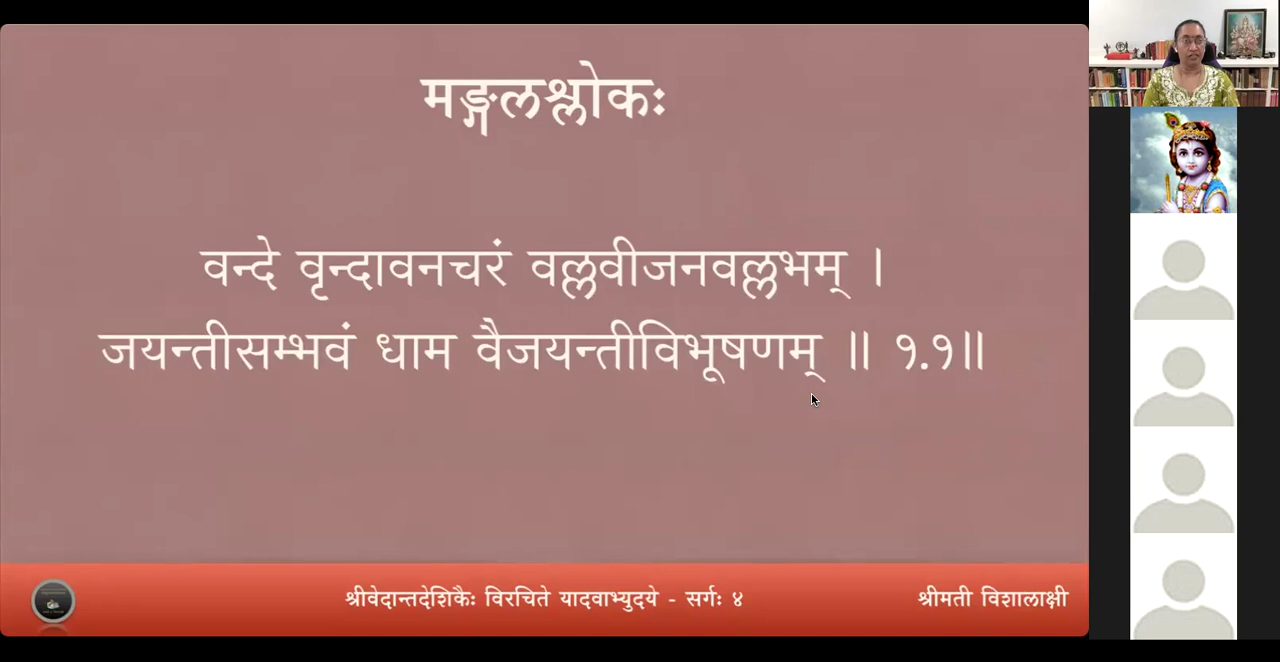 मङ्गलश्लोकः
वन्दे वृन्दावनचरं वल्लवीजनवल्लभम् ।
जयन्तीसम्भवं धाम वैजयन्तीविभूषणम् ॥ १.१॥
श्रीवेदान्तदेशिकैः विरचिते यादवाभ्युदये - सर्गः ४
श्रीमती विशालाक्षी